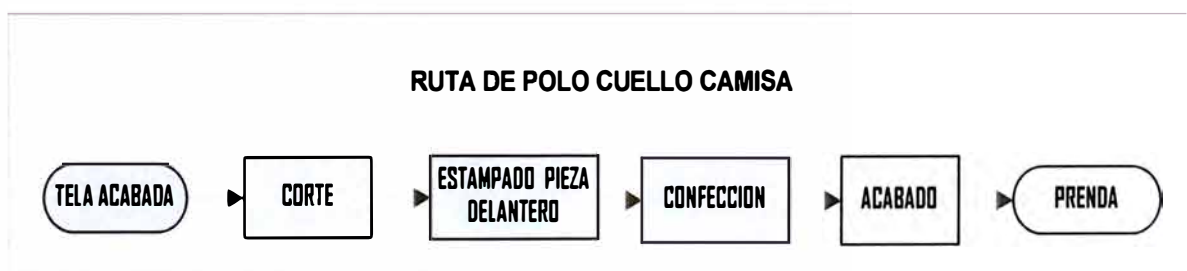 RUTA DE POLO CUELLO CAMISA
TELA ACABADA
CORTE
ESTAMPADO PIEZA
DELANTERO
CONFECCION
ACABADO
PRENDA